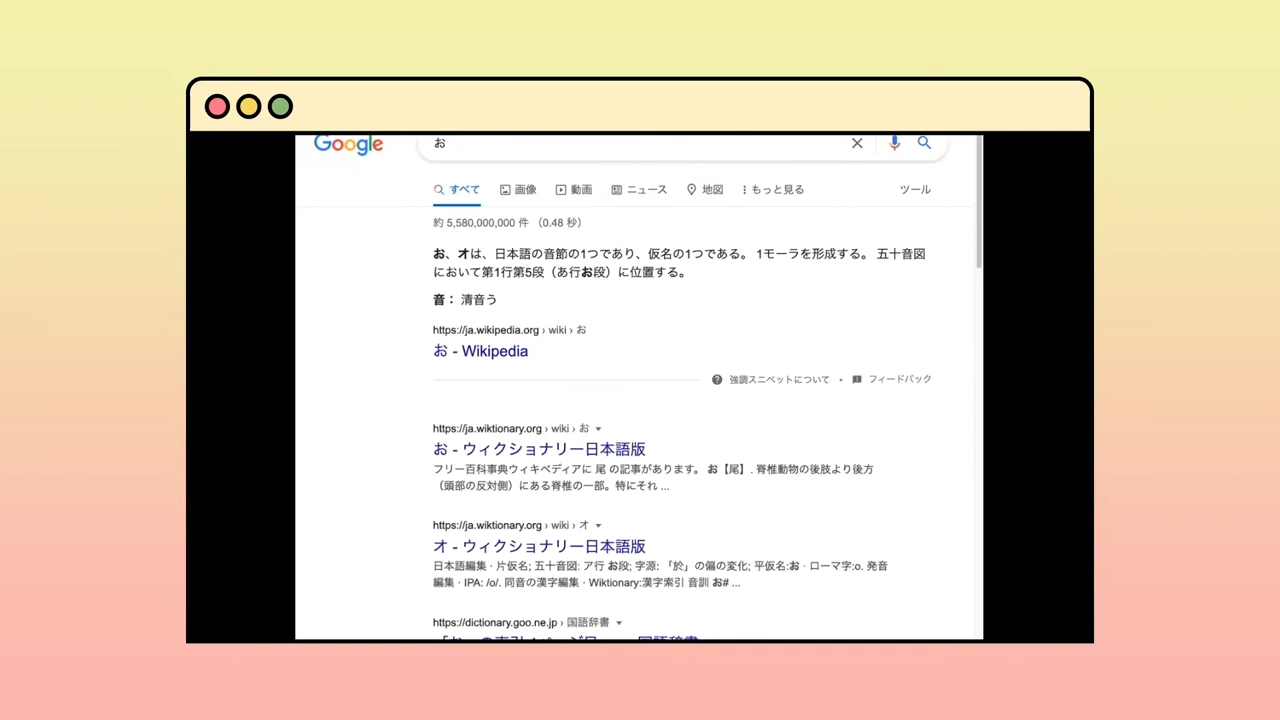 Google お
すべて 画像 動画 ニュース 地図 もっと見る ツール
約 5,580,000,000 件 （0.48 秒）
お、オは、日本語の音節の1つであり、仮名の1つである。 1モーラを形成する。 五十音図
において第1行第5段（あ行お段）に位置する。
音： 清音う
https://ja.wikipedia.org › wiki › お
お - Wikipedia
強調スニペットについて • フィードバック
https://ja.wiktionary.org › wiki › お
お - ウィクショナリー日本語版
フリー百科事典ウィキペディアに 尾 の記事があります。 お【尾】. 脊椎動物の後肢より後方
（頭部の反対側）にある脊椎の一部。特にそれ ...
https://ja.wiktionary.org › wiki › オ
オ - ウィクショナリー日本語版
日本語編集 · 片仮名; 五十音図: ア行 お段; 字源: 「於」の偏の変化; 平仮名:お · ローマ字:o. 発音
編集 · IPA: /o/. 同音の漢字編集 · Wiktionary:漢字索引 音訓 お# ...
https://dictionary.goo.ne.jp › 国語辞書